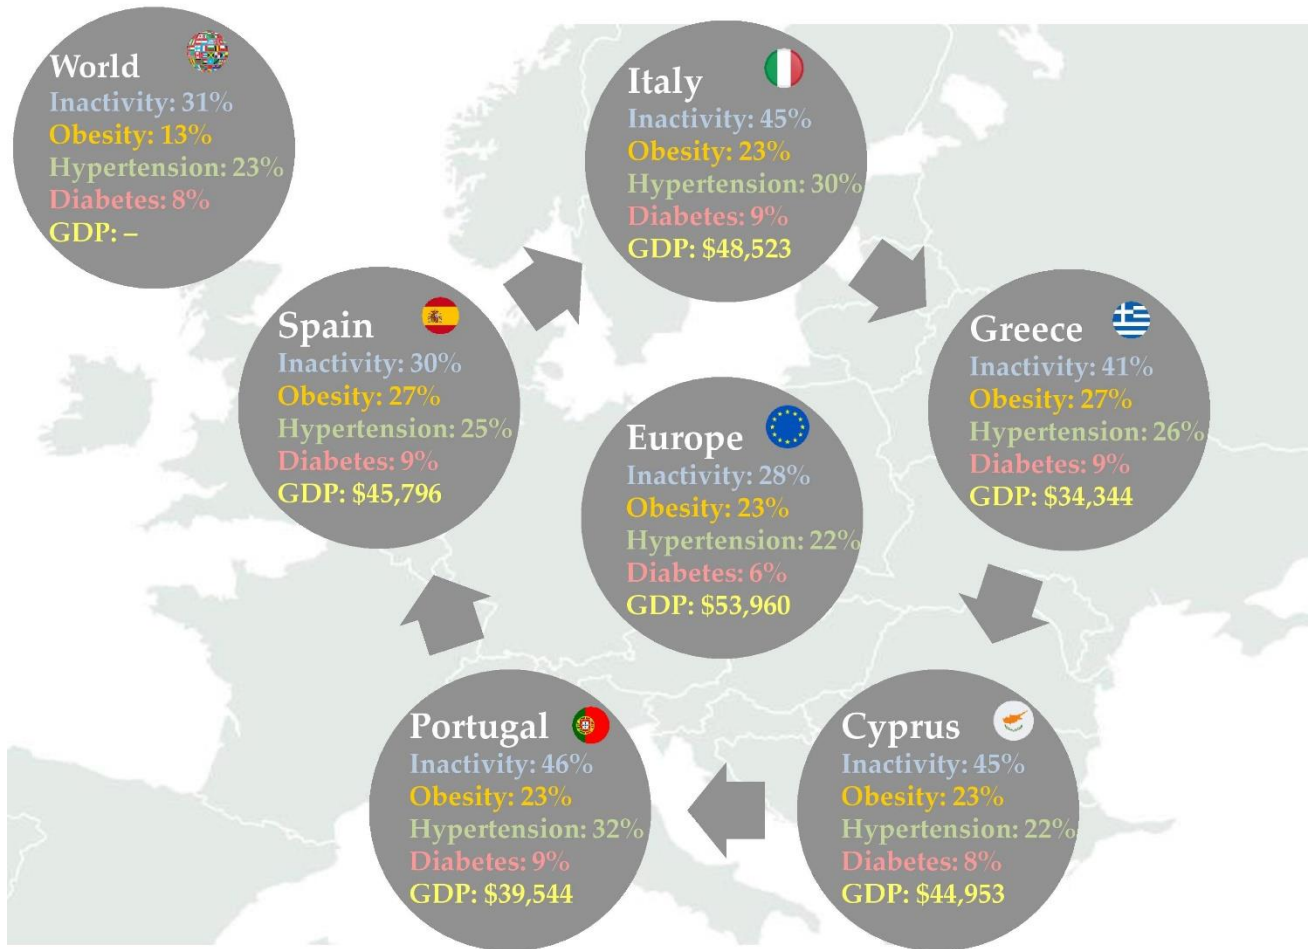 World
Inactivity: 31%
Obesity: 13%
Hypertension: 23%
Diabetes: 8%
GDP: –
Italy
Inactivity: 45%
Obesity: 23%
Hypertension: 30%
Diabetes: 9%
GDP: $48,523
Spain
Inactivity: 30%
Obesity: 27%
Hypertension: 25%
Diabetes: 9%
GDP: $45,796
Europe
Inactivity: 28%
Obesity: 23%
Hypertension: 22%
Diabetes: 6%
GDP: $53,960
Greece
Inactivity: 41%
Obesity: 27%
Hypertension: 26%
Diabetes: 9%
GDP: $34,344
Portugal
Inactivity: 46%
Obesity: 23%
Hypertension: 32%
Diabetes: 9%
GDP: $39,544
Cyprus
Inactivity: 45%
Obesity: 23%
Hypertension: 22%
Diabetes: 8%
GDP: $44,953